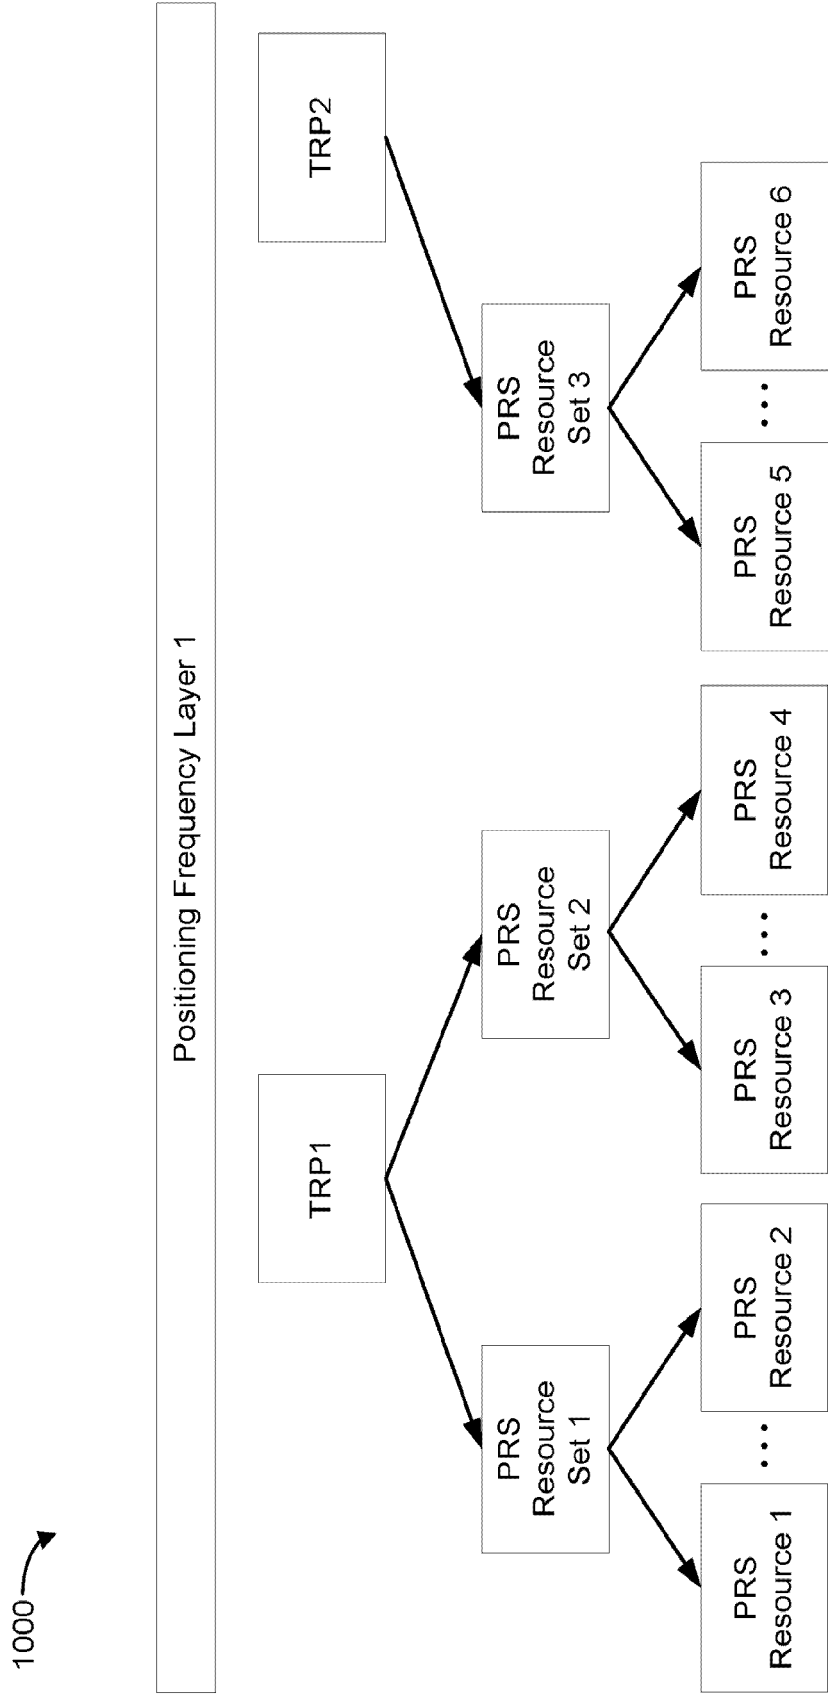 1000
Positioning Frequency Layer 1
TRP1
TRP2
PRS
Resource
Set 1
PRS
Resource
Set 2
PRS
Resource
Set 3
PRS
Resource 1
...
PRS
Resource 2
PRS
Resource 3
...
PRS
Resource 4
PRS
Resource 5
...
PRS
Resource 6